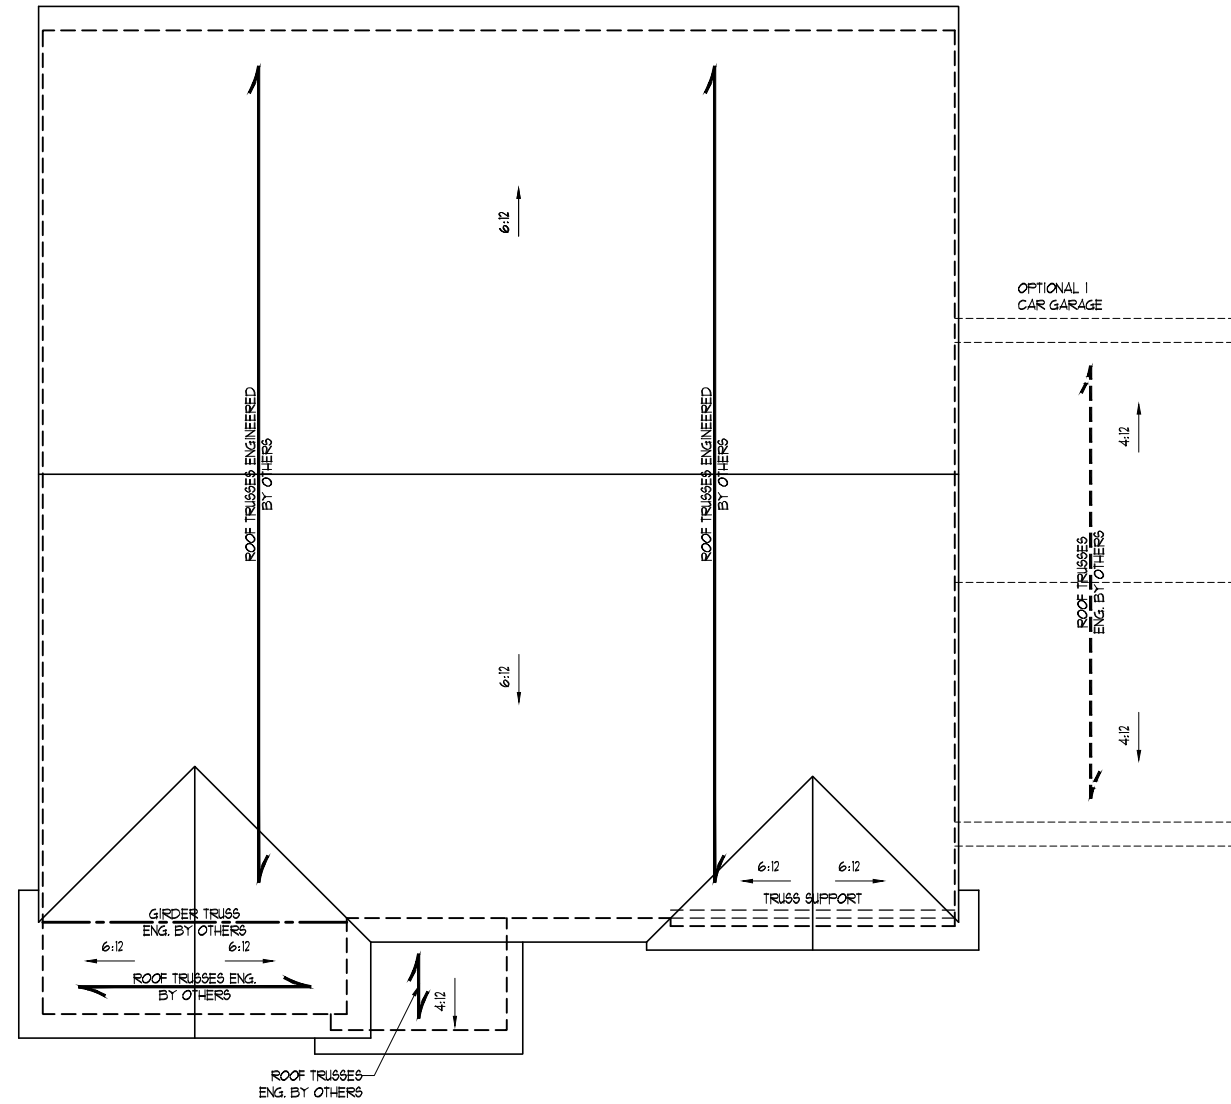 6:12
OPTIONAL 1
CAR GARAGE
ROOF TRUSSES ENGINEERED
BY OTHERS
ROOF TRUSSES ENGINEERED
BY OTHERS
4:12
ROOF TRUSSES
ENG. BY OTHERS
6:12
4:12
6:12
6:12
TRUSS SUPPORT
GIRDER TRUSS
ENG. BY OTHERS
6:12
6:12
ROOF TRUSSES ENG.
BY OTHERS
4:12
ROOF TRUSSES
ENG. BY OTHERS